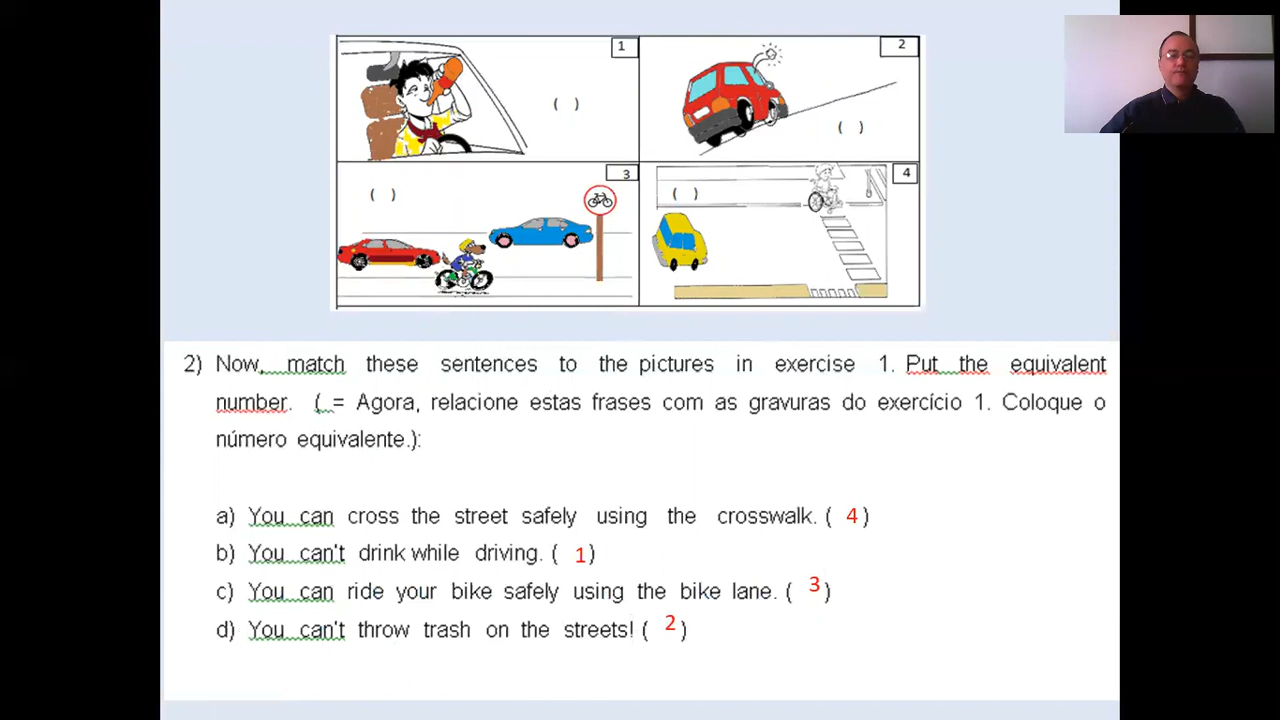 1
( )
2
( )
3
( )
4
( )
2) Now, match these sentences to the pictures in exercise 1. Put the equivalent
number. ( = Agora, relacione estas frases com as gravuras do exercício 1. Coloque o
número equivalente.):
a) You can cross the street safely using the crosswalk. ( 4 )
b) You can't drink while driving. ( 1 )
c) You can ride your bike safely using the bike lane. ( 3 )
d) You can't throw trash on the streets! ( 2 )